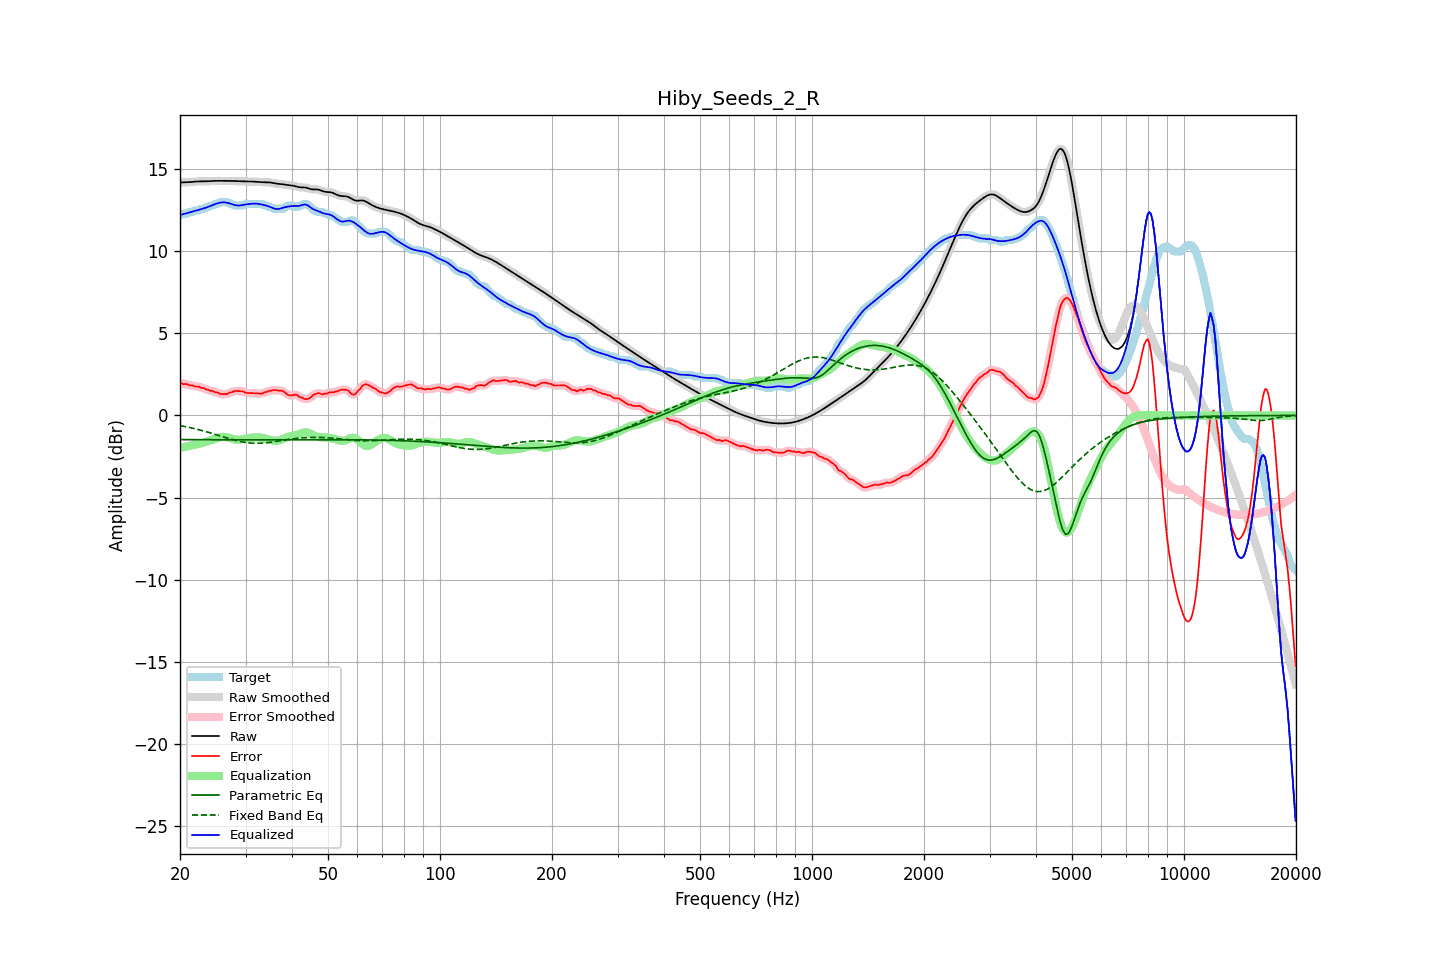 Hiby_Seeds_2_R
Amplitude (dBr)
15
10
5
0
−5
−10
−15
−20
−25
Target
Raw Smoothed
Error Smoothed
Raw
Error
Equalization
Parametric Eq
Fixed Band Eq
Equalized
20 50 100 200 500 1000 2000 5000 10000 20000
Frequency (Hz)